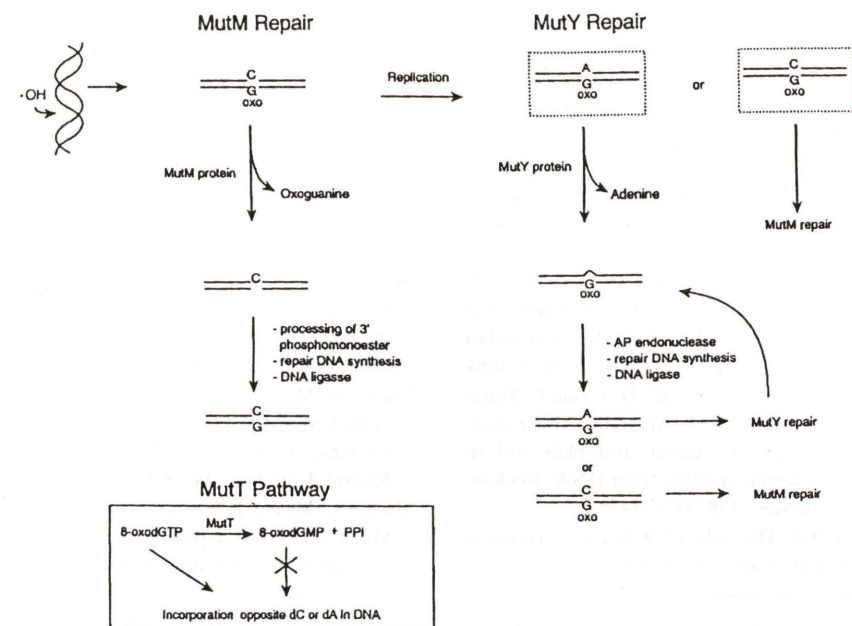 MutM Repair
MutY Repair
·OH
C
G
oxo
Replication
A
G
oxo
or
C
G
oxo
MutM protein
Oxoguanine
MutY protein
Adenine
MutM repair
C
G
oxo
- processing of 3'
phosphomonoester
- repair DNA synthesis
- DNA ligasse
- AP endonuclease
- repair DNA synthesis
- DNA ligase
C
G
A
G
oxo
MutY repair
or
C
G
oxo
MutM repair
MutT Pathway
8-oxodGTP
MutT
8-oxodGMP + PPI
Incorporation opposite dC or dA In DNA